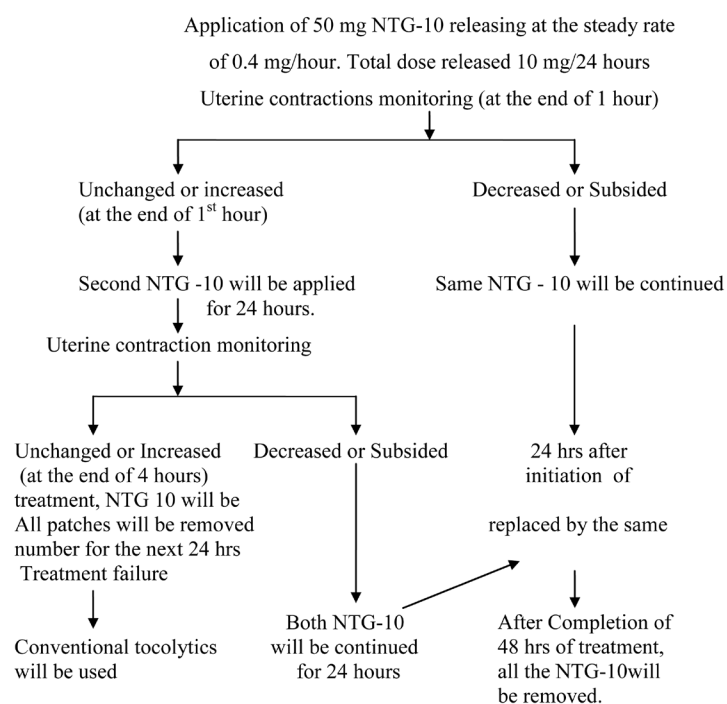 Application of 50 mg NTG-10 releasing at the steady rate
of 0.4 mg/hour. Total dose released 10 mg/24 hours
Uterine contractions monitoring (at the end of 1 hour)
Unchanged or increased
(at the end of 1st hour)
Decreased or Subsided
Second NTG -10 will be applied
for 24 hours.
Same NTG - 10 will be continued
Uterine contraction monitoring
Unchanged or Increased
(at the end of 4 hours)
treatment, NTG 10 will be
All patches will be removed
number for the next 24 hrs
Treatment failure
Decreased or Subsided
24 hrs after
initiation of
replaced by the same
Conventional tocolytics
will be used
Both NTG-10
will be continued
for 24 hours
After Completion of
48 hrs of treatment,
all the NTG-10will
be removed.